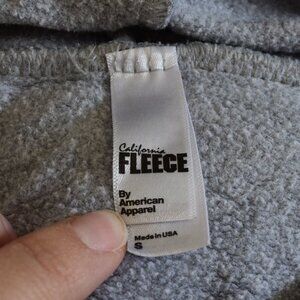 California
FLEECE
By
American
Apparel
Made in USA
S